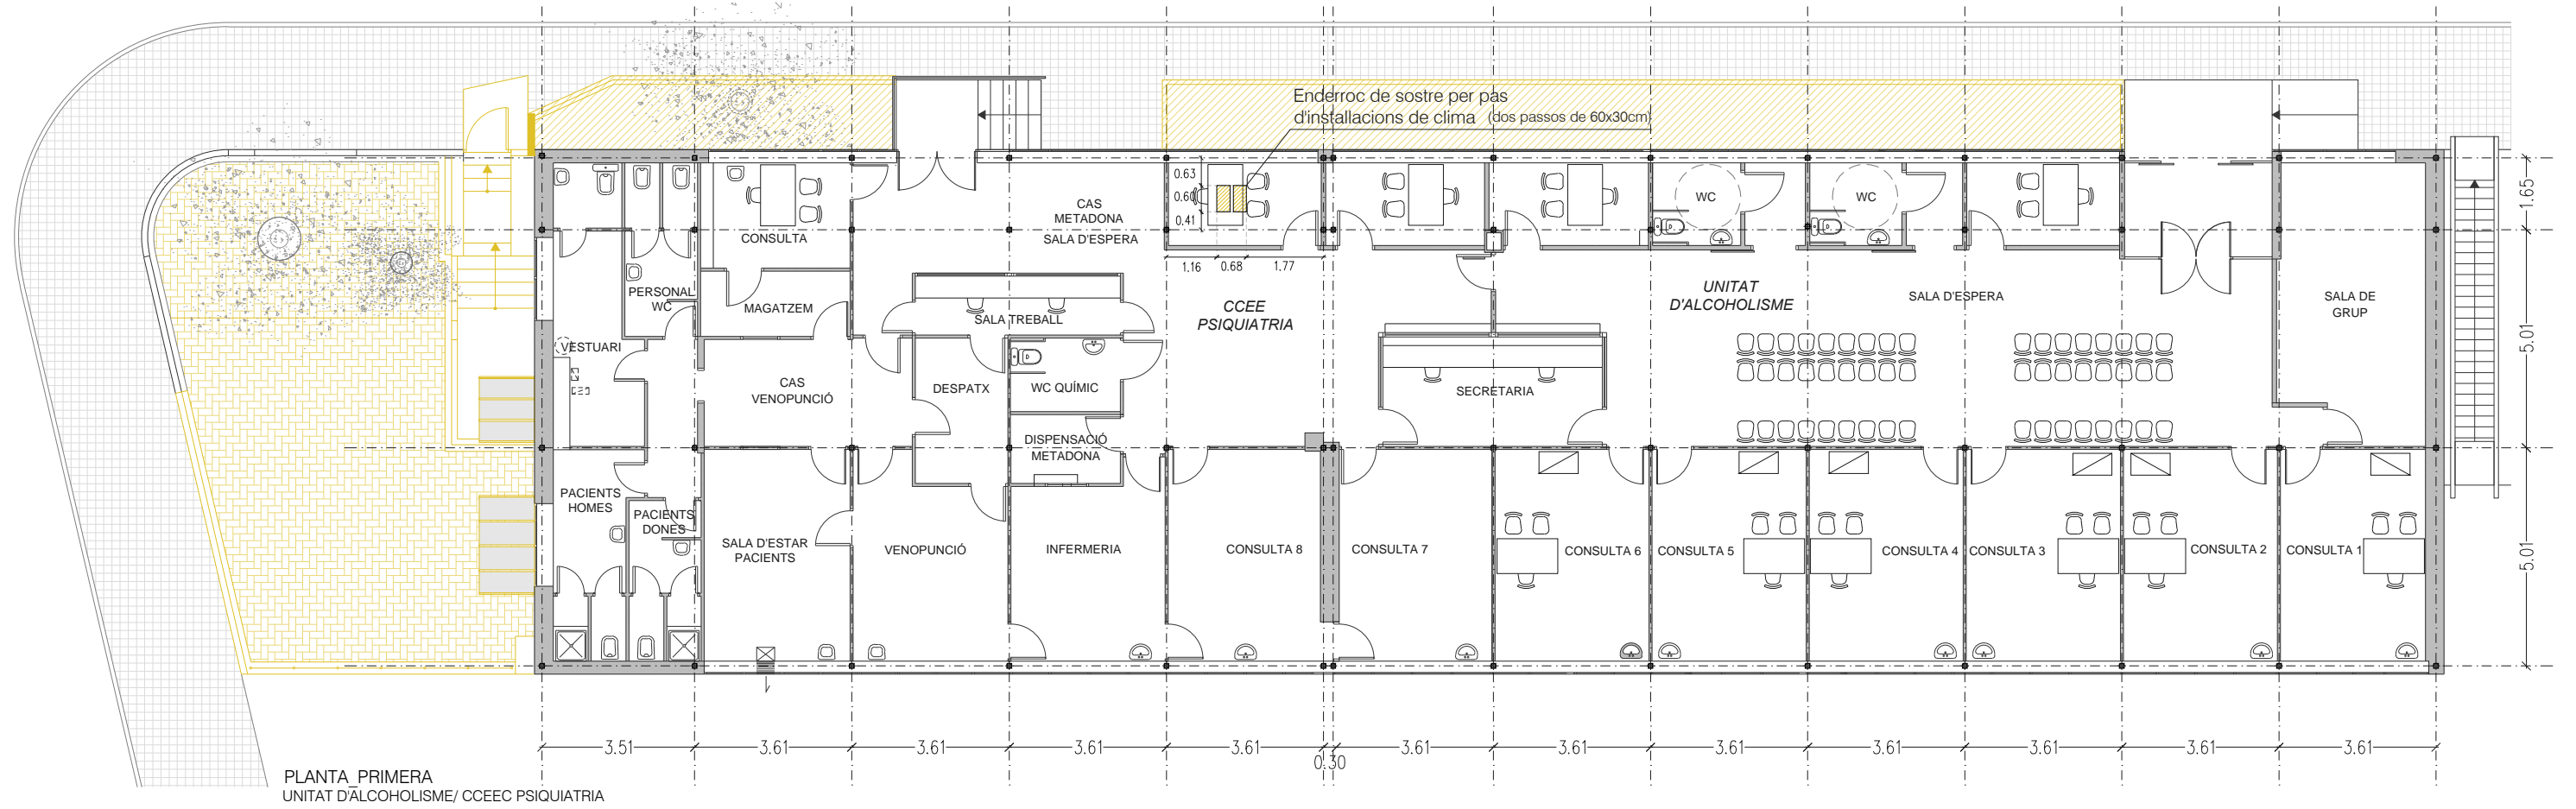 Enderroc de sostre per pas
d'installacions de clima (dos passos de 60x30cm)
0.63
0.60
0.41
1.16 0.68 1.77
1.65
5.01
5.01
CONSULTA
CAS
METADONA
SALA D'ESPERA
WC
WC
PERSONAL
WC
MAGATZEM
SALA TREBALL
CCEE
PSIQUIATRIA
UNITAT
D'ALCOHOLISME
SALA D'ESPERA
SALA DE
GRUP
VESTUARI
CAS
VENOPUNCIÓ
DESPATX
WC QUÍMIC
SECRETARIA
DISPENSACIÓ
METADONA
PACIENTS
HOMES
PACIENTS
DONES
SALA D'ESTAR
PACIENTS
VENOPUNCIÓ
INFERMERIA
CONSULTA 8
CONSULTA 7
CONSULTA 6
CONSULTA 5
CONSULTA 4
CONSULTA 3
CONSULTA 2
CONSULTA 1
3.51 3.61 3.61 3.61 3.61 0.30 3.61 3.61 3.61 3.61 3.61 3.61 3.61
PLANTA_PRIMERA
UNITAT D'ALCOHOLISME/ CCEEC PSIQUIATRIA